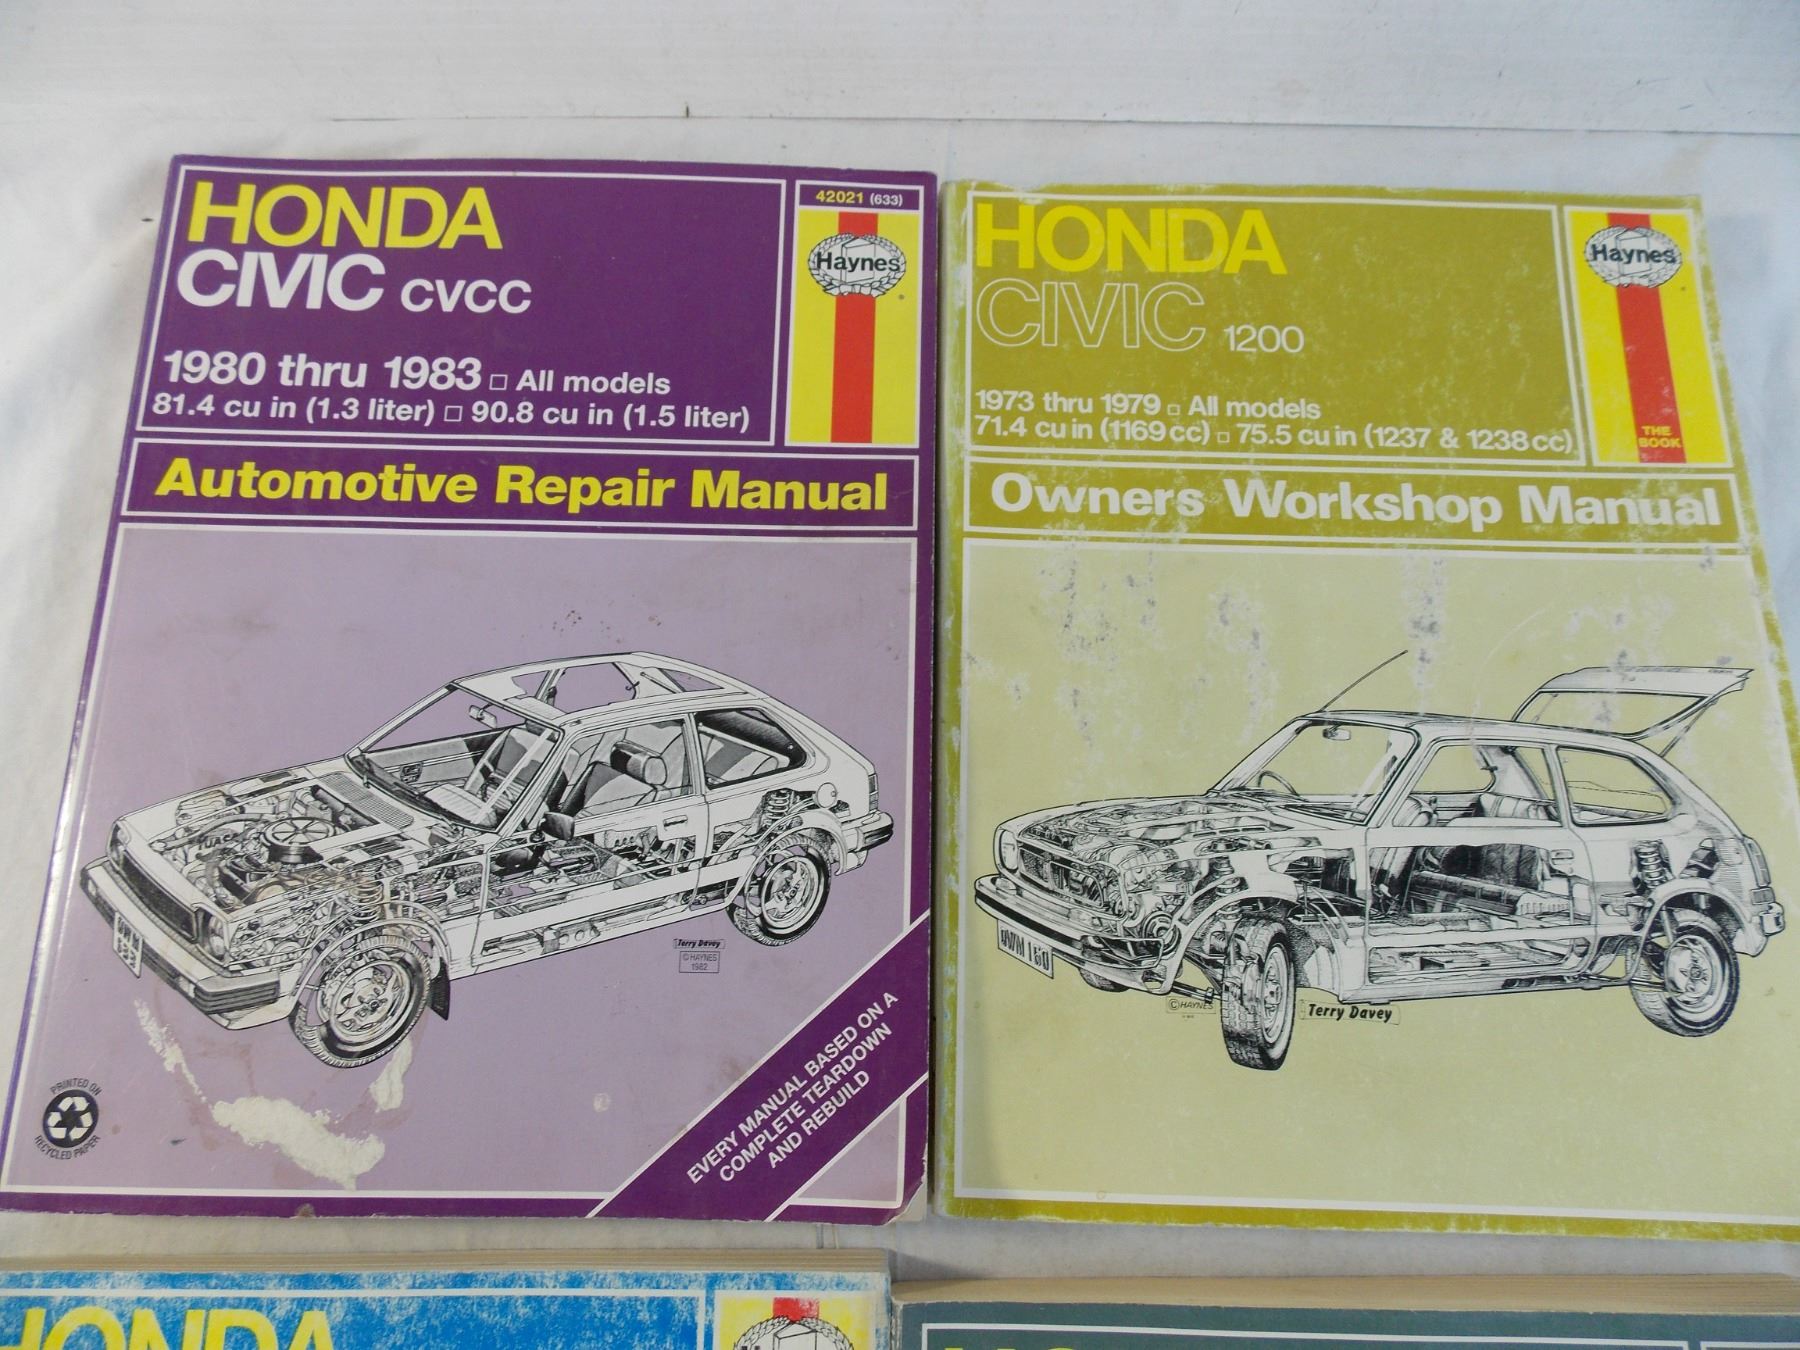 HONDA
CIVIC CVCC
1980 thru 1983 □ All models
81.4 cu in (1.3 liter) □ 90.8 cu in (1.5 liter)
42021 (633)
Haynes
Automotive Repair Manual
Terry Davey
© HAYNES
1982
PRINTED ON
RECYCLED PAPER
EVERY MANUAL BASED ON A
COMPLETE TEARDOWN
AND REBUILD
HONDA
CIVIC 1200
1973 thru 1979 □ All models
71.4 cu in (1169 cc) □ 75.5 cu in (1237 & 1238 cc)
Haynes
THE
BOOK
Owners Workshop Manual
OWM 160
© HAYNES
Terry Davey
HONDA
Haynes